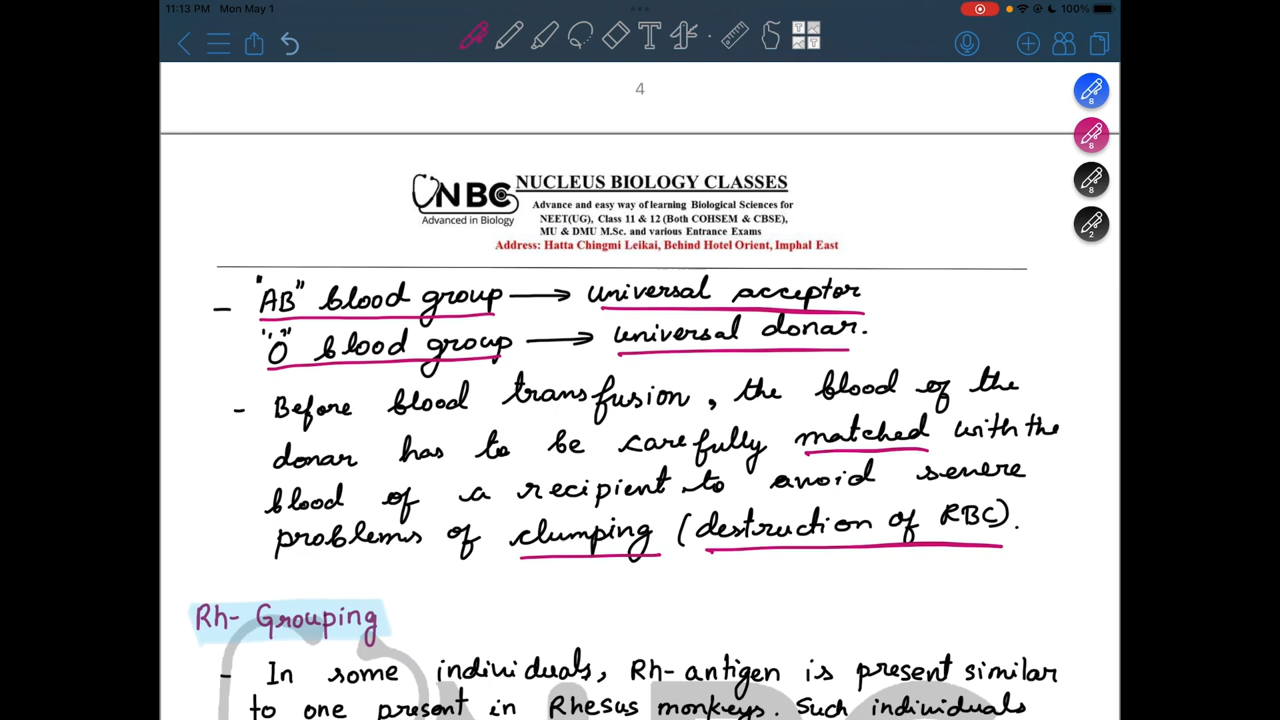 11:13 PM Mon May 1
100%
4
NBC
Advanced in Biology
NUCLEUS BIOLOGY CLASSES
Advance and easy way of learning Biological Sciences for
NEET(UG), Class 11 & 12 (Both COHSEM & CBSE),
MU & DMU M.Sc. and various Entrance Exams
Address: Hatta Chingmi Leikai, Behind Hotel Orient, Imphal East
- "AB" blood group → universal acceptor
"O" blood group → universal donar.
- Before blood transfusion, the blood of the
donar has to be carefully matched with the
blood of a recipient to avoid severe
problems of clumping (destruction of RBC).
Rh- Grouping
- In some individuals, Rh-antigen is present similar
to one present in Rhesus monkeys. Such individuals
8
8
8
2